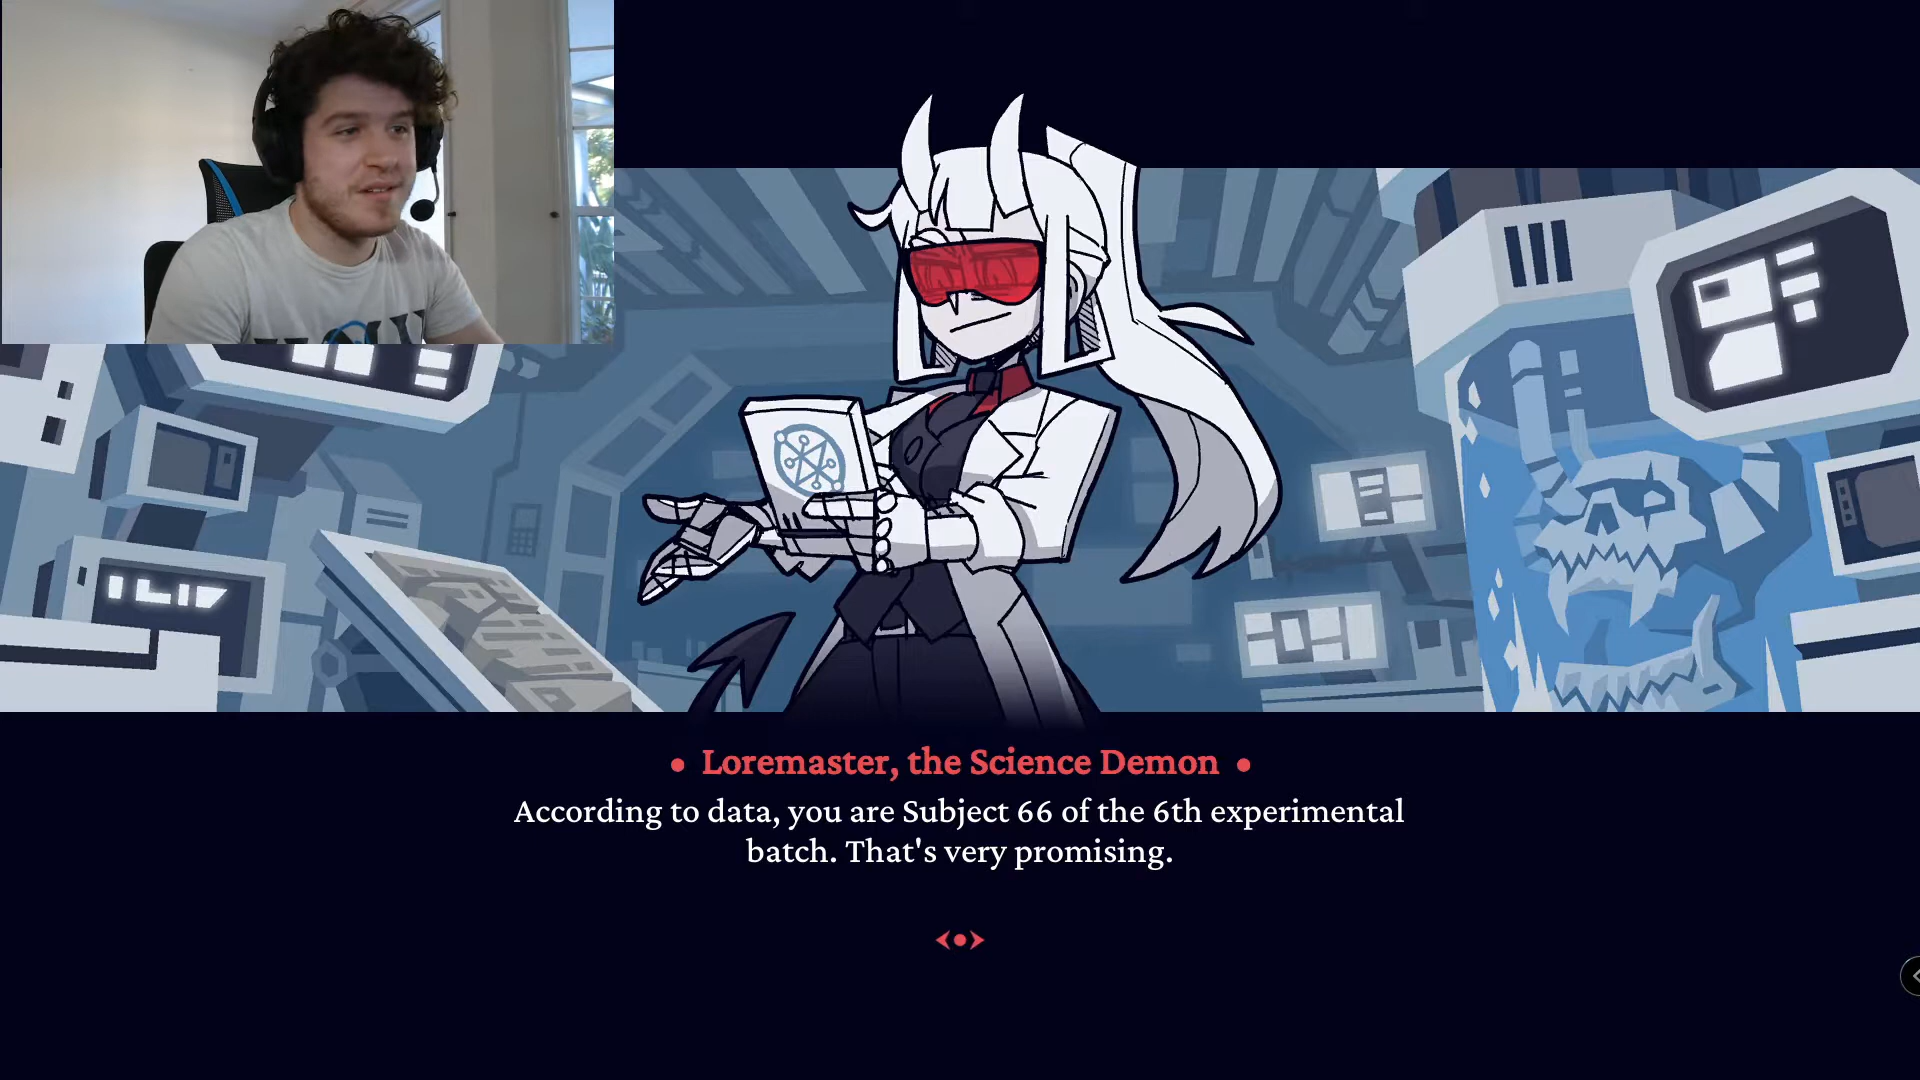 • Loremaster, the Science Demon •
According to data, you are Subject 66 of the 6th experimental
batch. That's very promising.